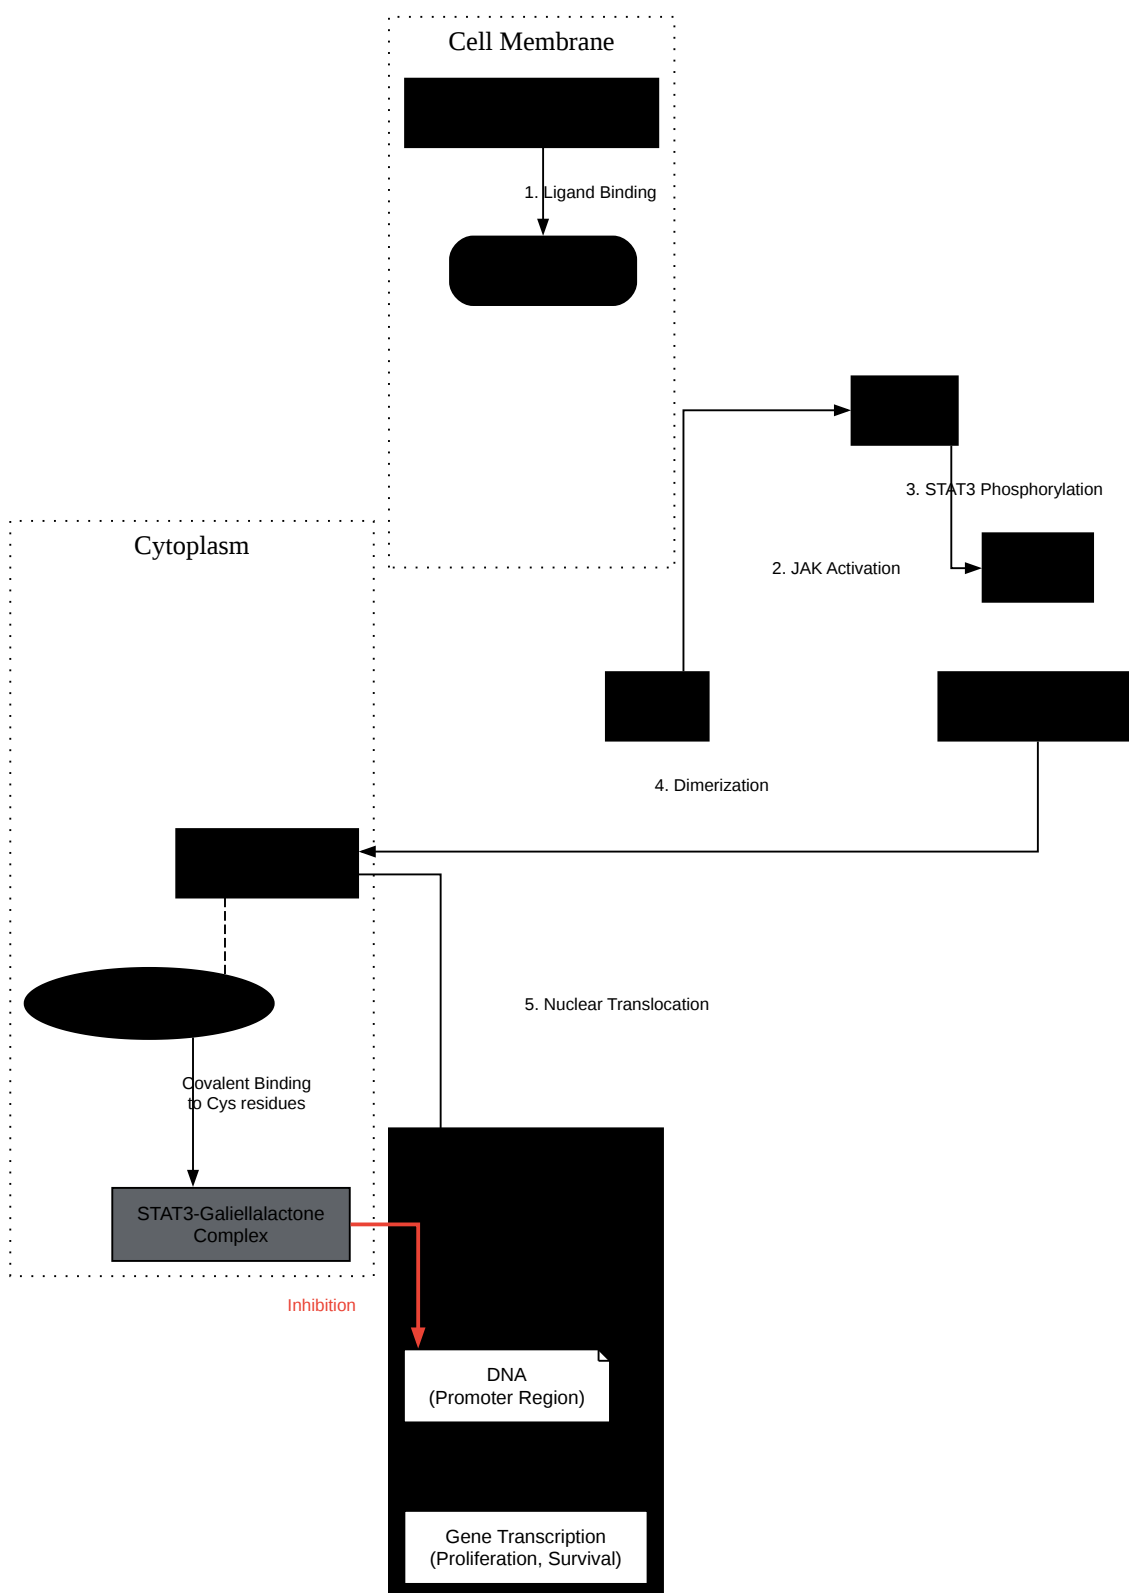 Cell Membrane
1. Ligand Binding
3. STAT3 Phosphorylation
Cytoplasm
2. JAK Activation
4. Dimerization
5. Nuclear Translocation
Covalent Binding
to Cys residues
STAT3-Galiellalactone
Complex
Inhibition
DNA
(Promoter Region)
Gene Transcription
(Proliferation, Survival)